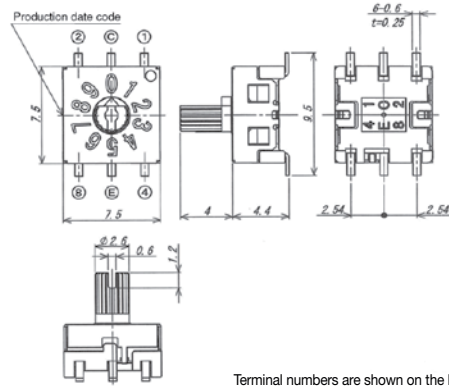 Production date code
6-0.6
t=0.25
② Ⓒ ①
0 1 2 3 4 5 6 7 8 9
7.5
9.5
1 0 2
4 E 8
⑧ Ⓔ ④
7.5
4
4.4
2.54
2.54
Ø2.6
0.6
1.2
Terminal numbers are shown on the